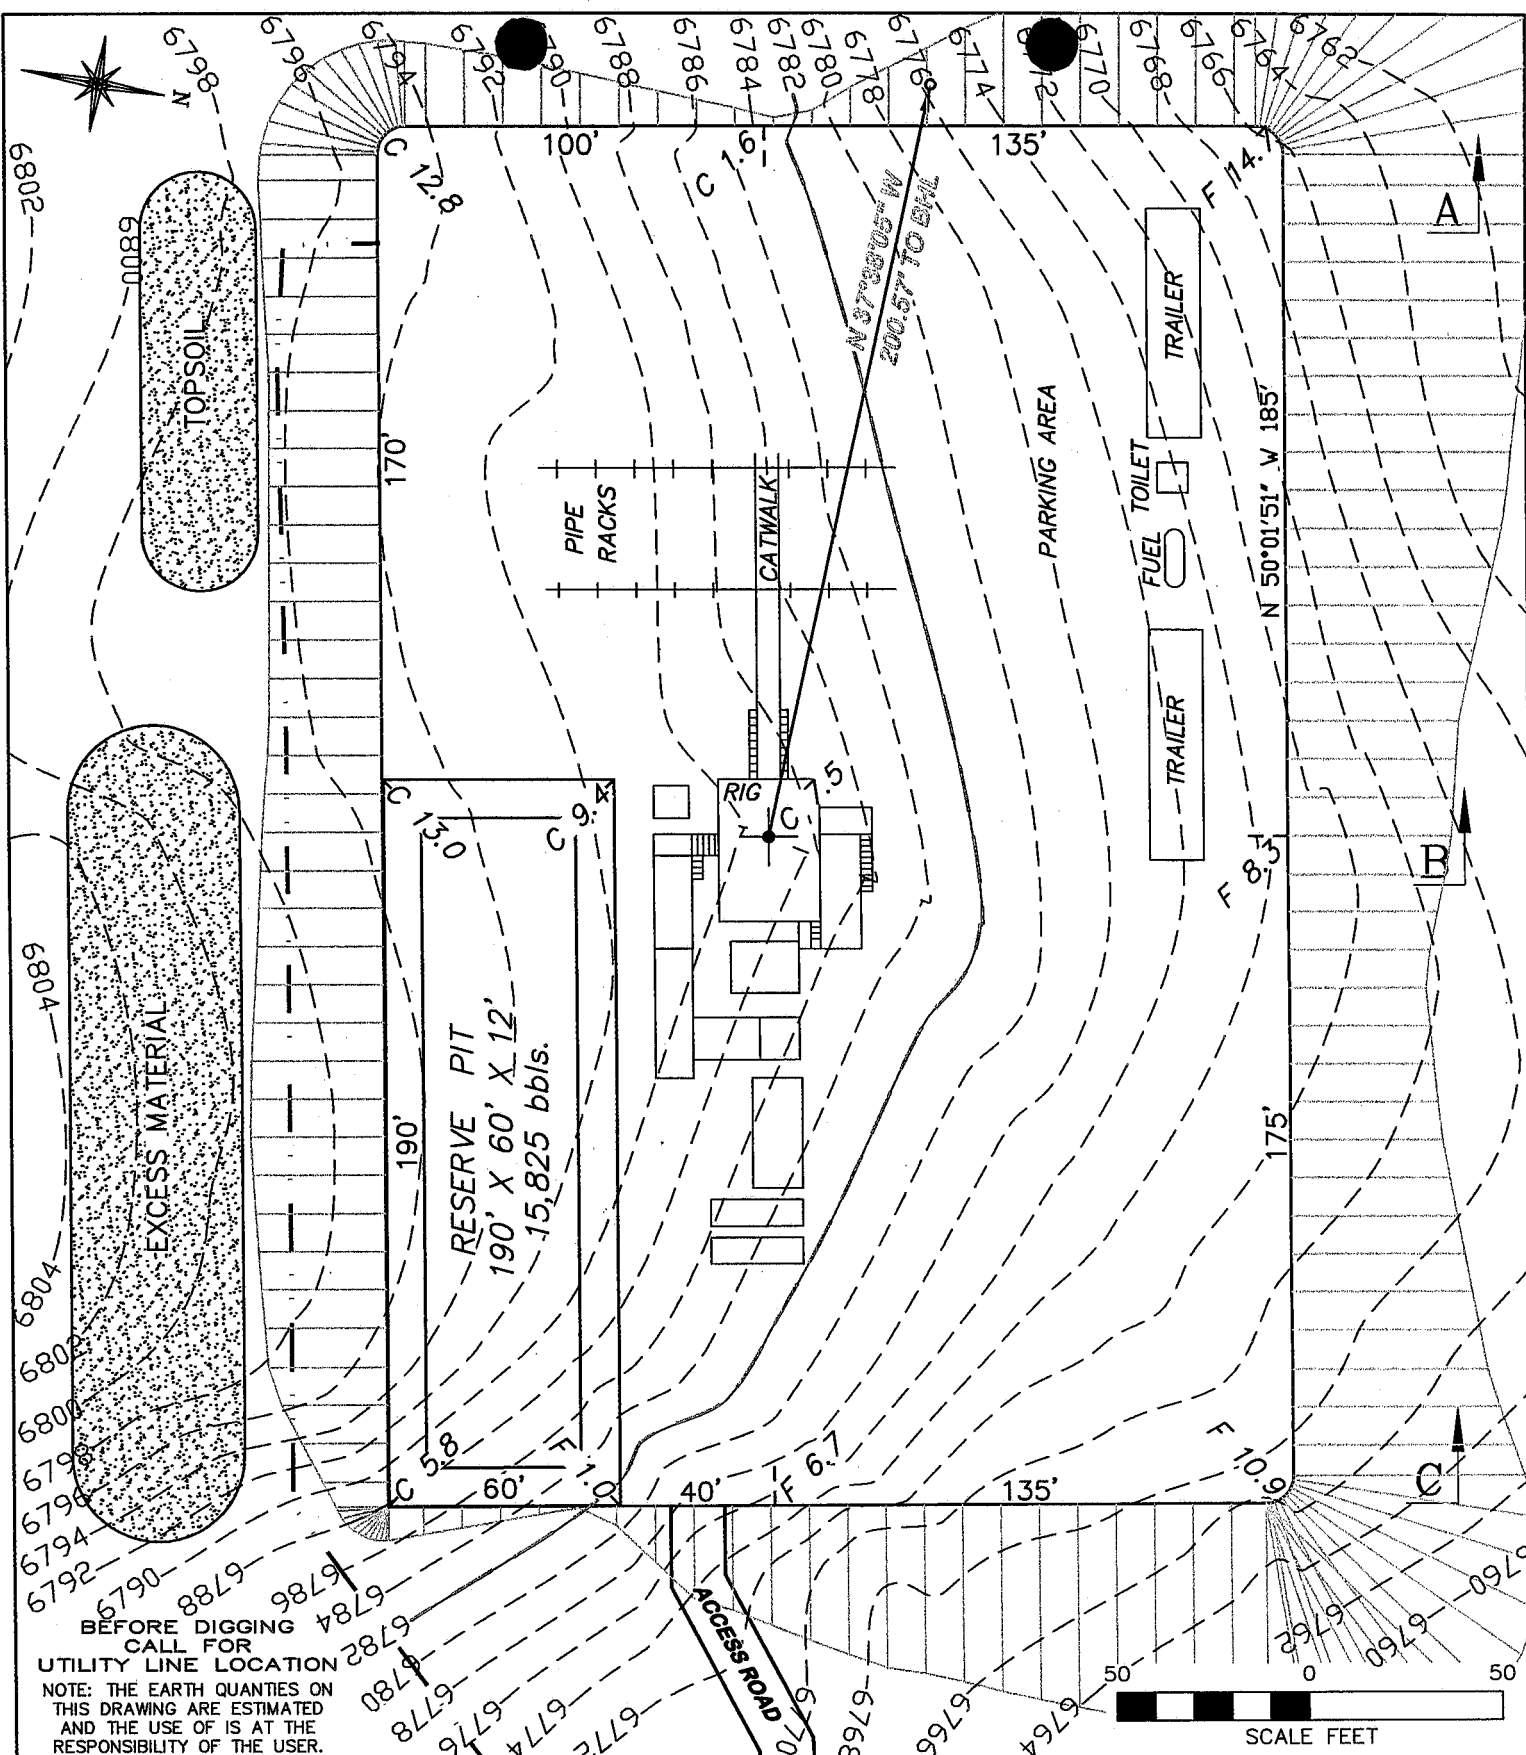 6798
6796
6794
6792
6790
6788
6786
6784
6782
6780
6778
6776
6774
6770
6768
6766
6764
6762
N
6802
6800
C 12.8
100'
C 1.6
135'
F 14.
A
N 37°38'05" W
200.57' TO BHL
TOPSOIL
TRAILER
170'
PIPE
RACKS
CATWALK
PARKING AREA
TOILET
FUEL
N 50°01'51" W 185'
TRAILER
RIG
C .5
C 13.0
C 9.4
F 8.3
B
6804
EXCESS MATERIAL
RESERVE PIT
190' X 60' X 12'
15,825 bbls.
190'
175'
6804
6802
6800
6798
6796
6794
6792
6790
6788
6786
6784
6782
6780
6778
6776
6774
6772
6770
6768
6766
6764
6762
6760
6760
C 5.8
F 1.0
60'
40'
F 6.7
135'
F 10.9
C
ACCESS ROAD
BEFORE DIGGING
CALL FOR
UTILITY LINE LOCATION
NOTE: THE EARTH QUANTIES ON
THIS DRAWING ARE ESTIMATED
AND THE USE OF IS AT THE
RESPONSIBILITY OF THE USER.
50 0 50
SCALE FEET